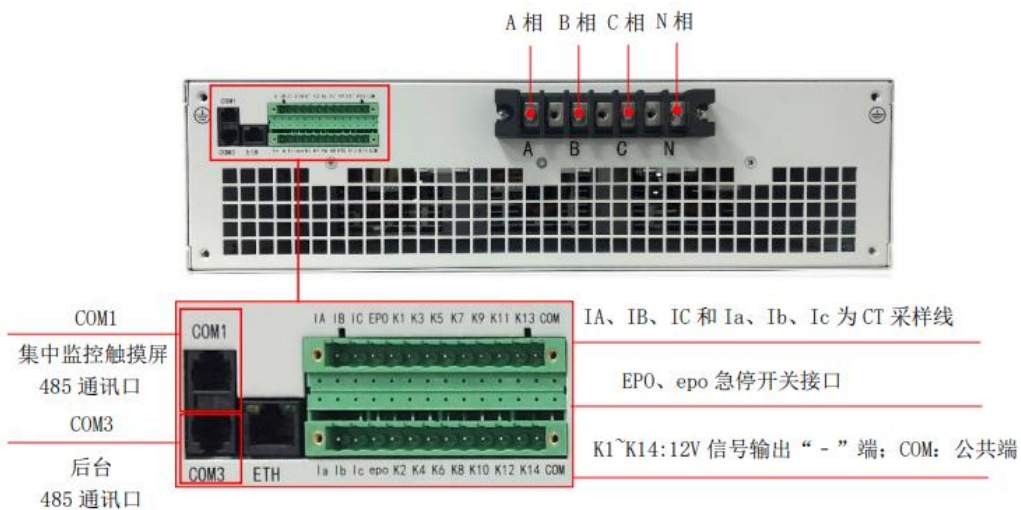 A 相 B 相 C 相 N 相
COM1
COM3 ETH
A B C N
COM1
集中监控触摸屏
485 通讯口
COM3
后台
485 通讯口
COM1
IA IB IC EPO K1 K3 K5 K7 K9 K11 K13 COM
COM3 ETH
Ia Ib Ic epo K2 K4 K6 K8 K10 K12 K14 COM
IA、IB、IC 和 Ia、Ib、Ic 为 CT 采样线
EPO、epo 急停开关接口
K1~K14:12V 信号输出“-”端; COM: 公共端